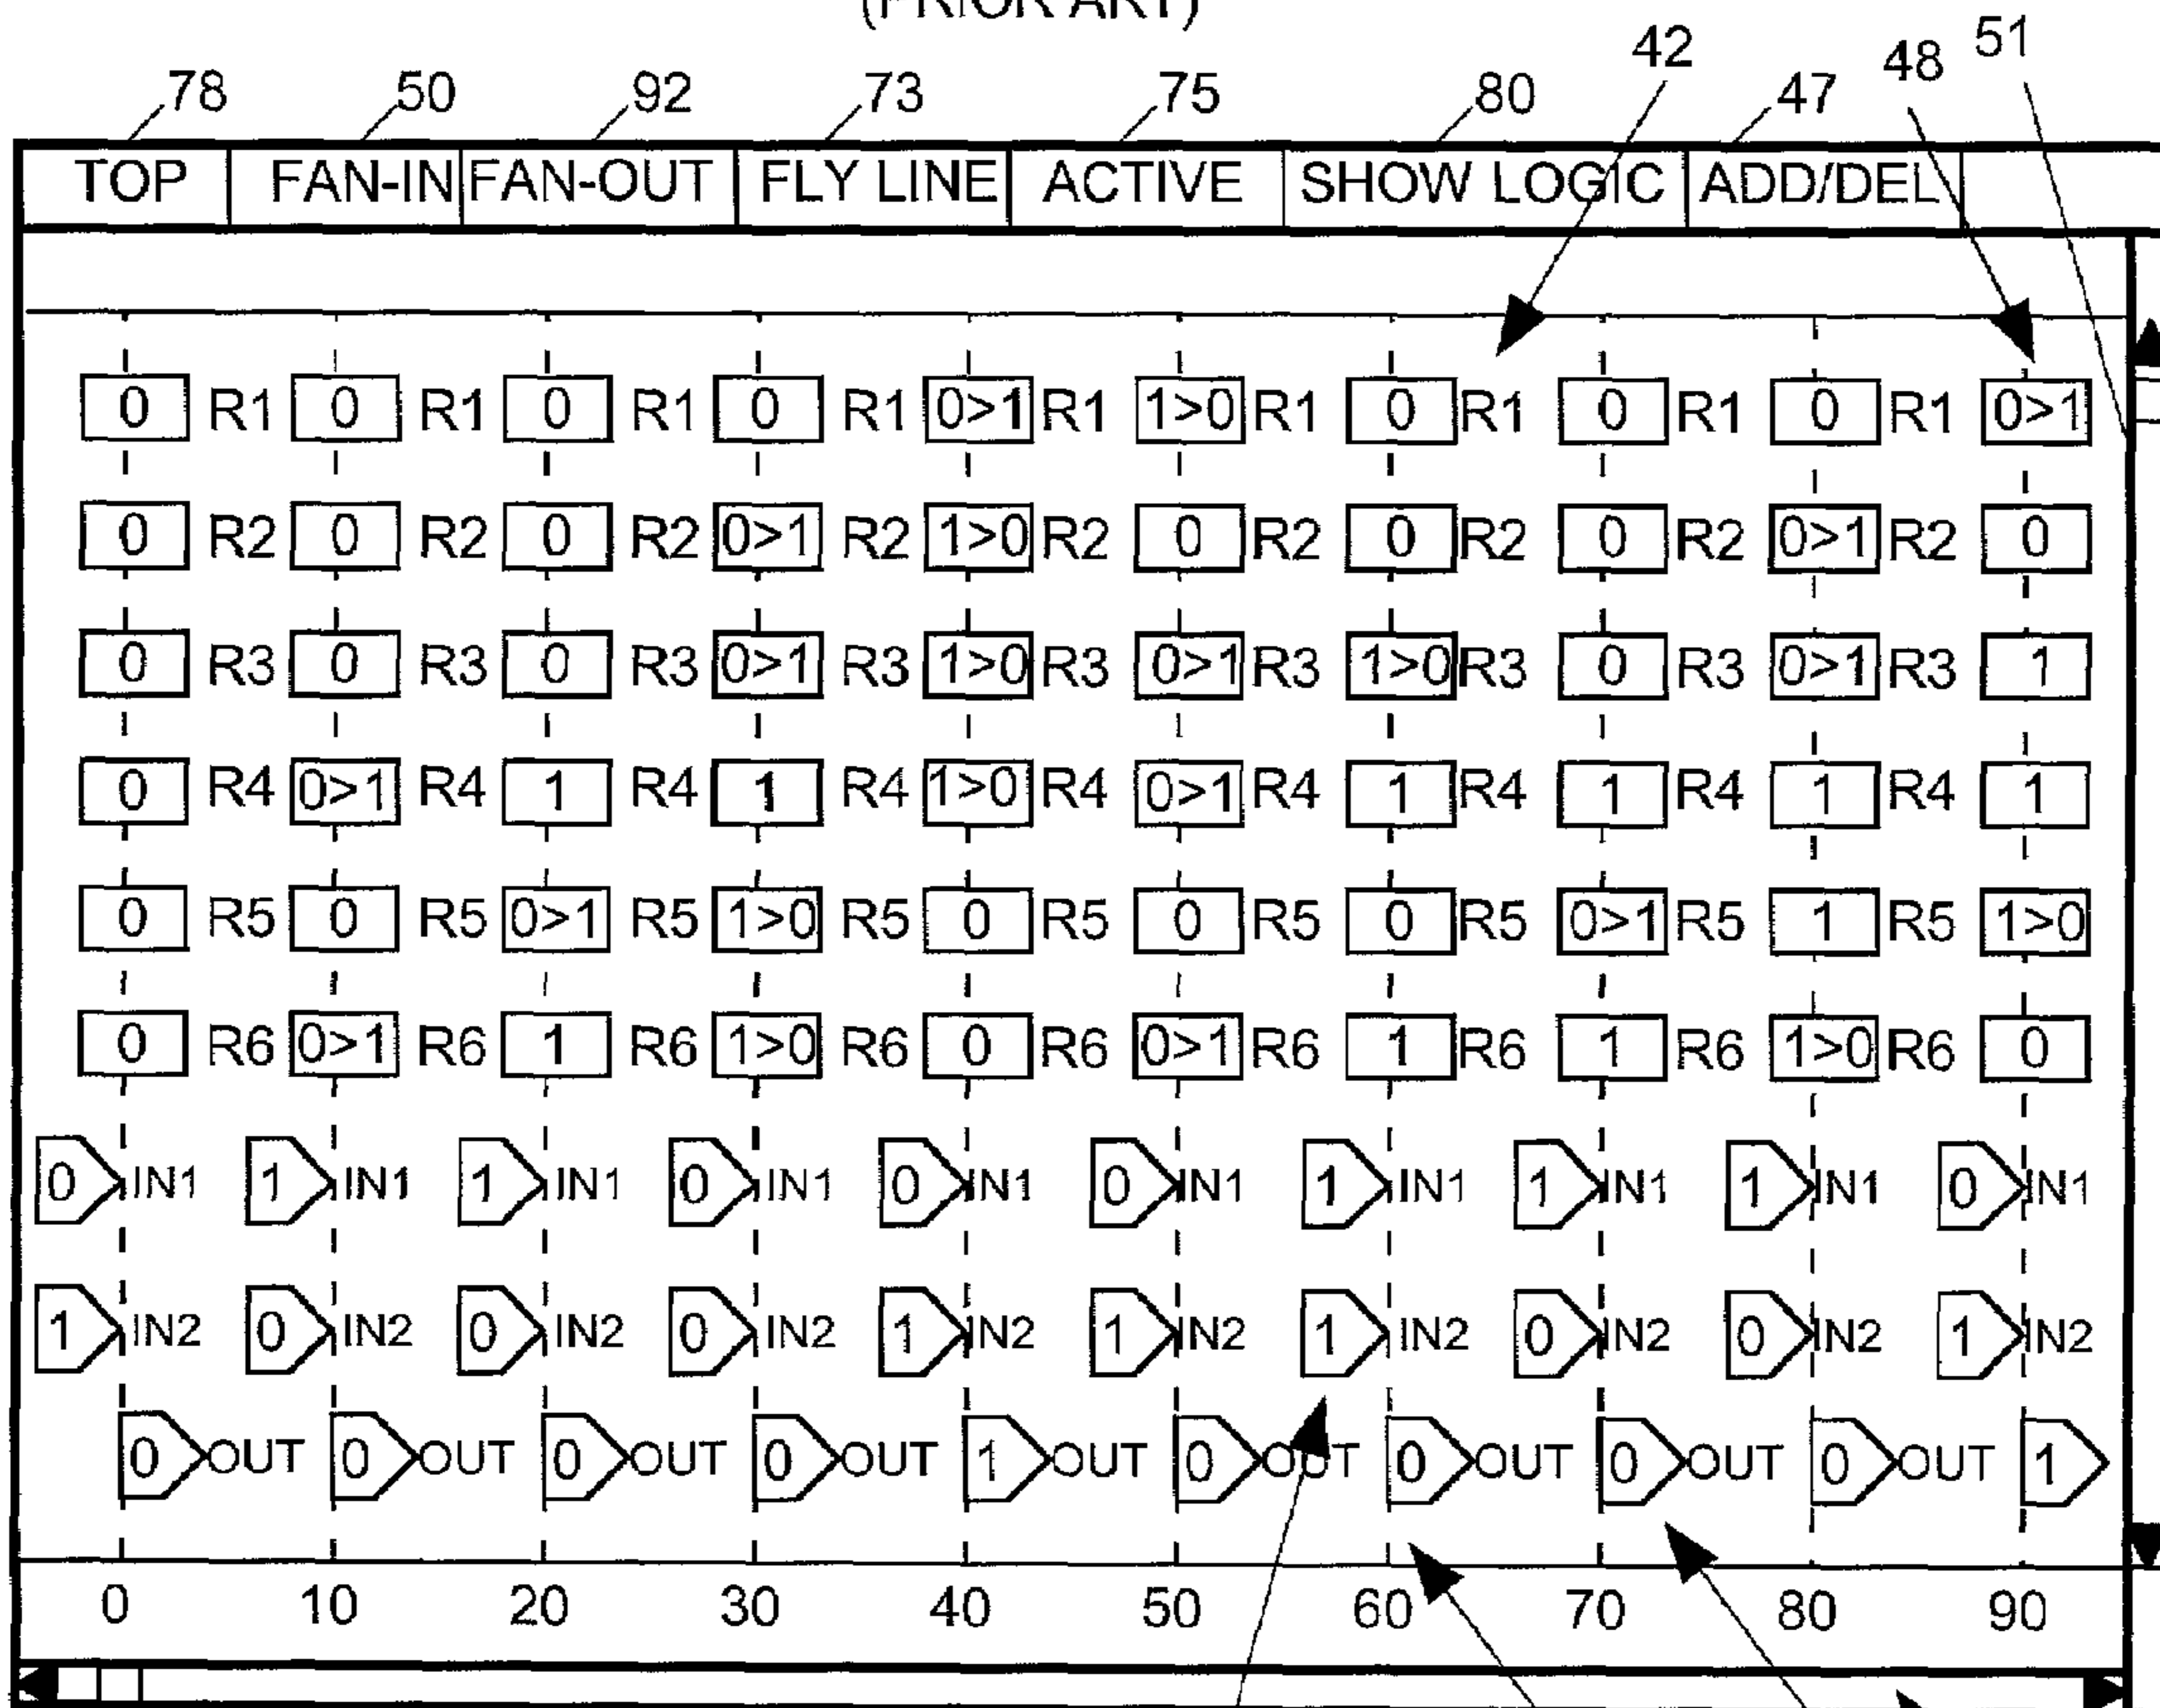 (PRIOR ART)
78 50 92 73 75 80 42 47 48 51
TOP FAN-IN FAN-OUT FLY LINE ACTIVE SHOW LOGIC ADD/DEL
0 R1 0 R1 0 R1 0 R1 0>1 R1 1>0 R1 0 R1 0 R1 0 R1 0>1
0 R2 0 R2 0 R2 0>1 R2 1>0 R2 0 R2 0 R2 0 R2 0>1 R2 0
0 R3 0 R3 0 R3 0>1 R3 1>0 R3 0>1 R3 1>0 R3 0 R3 0>1 R3 1
0 R4 0>1 R4 1 R4 1 R4 1>0 R4 0>1 R4 1 R4 1 R4 1 R4 1
0 R5 0 R5 0>1 R5 1>0 R5 0 R5 0 R5 0 R5 0>1 R5 1 R5 1>0
0 R6 0>1 R6 1 R6 1>0 R6 0 R6 0>1 R6 1 R6 1 R6 1>0 R6 0
0 IN1 1 IN1 1 IN1 0 IN1 0 IN1 0 IN1 1 IN1 1 IN1 1 IN1 0 IN1
1 IN2 0 IN2 0 IN2 0 IN2 1 IN2 1 IN2 1 IN2 0 IN2 0 IN2 1 IN2
0 OUT 0 OUT 0 OUT 0 OUT 1 OUT 0 OUT 0 OUT 0 OUT 0 OUT 1
0 10 20 30 40 50 60 70 80 90